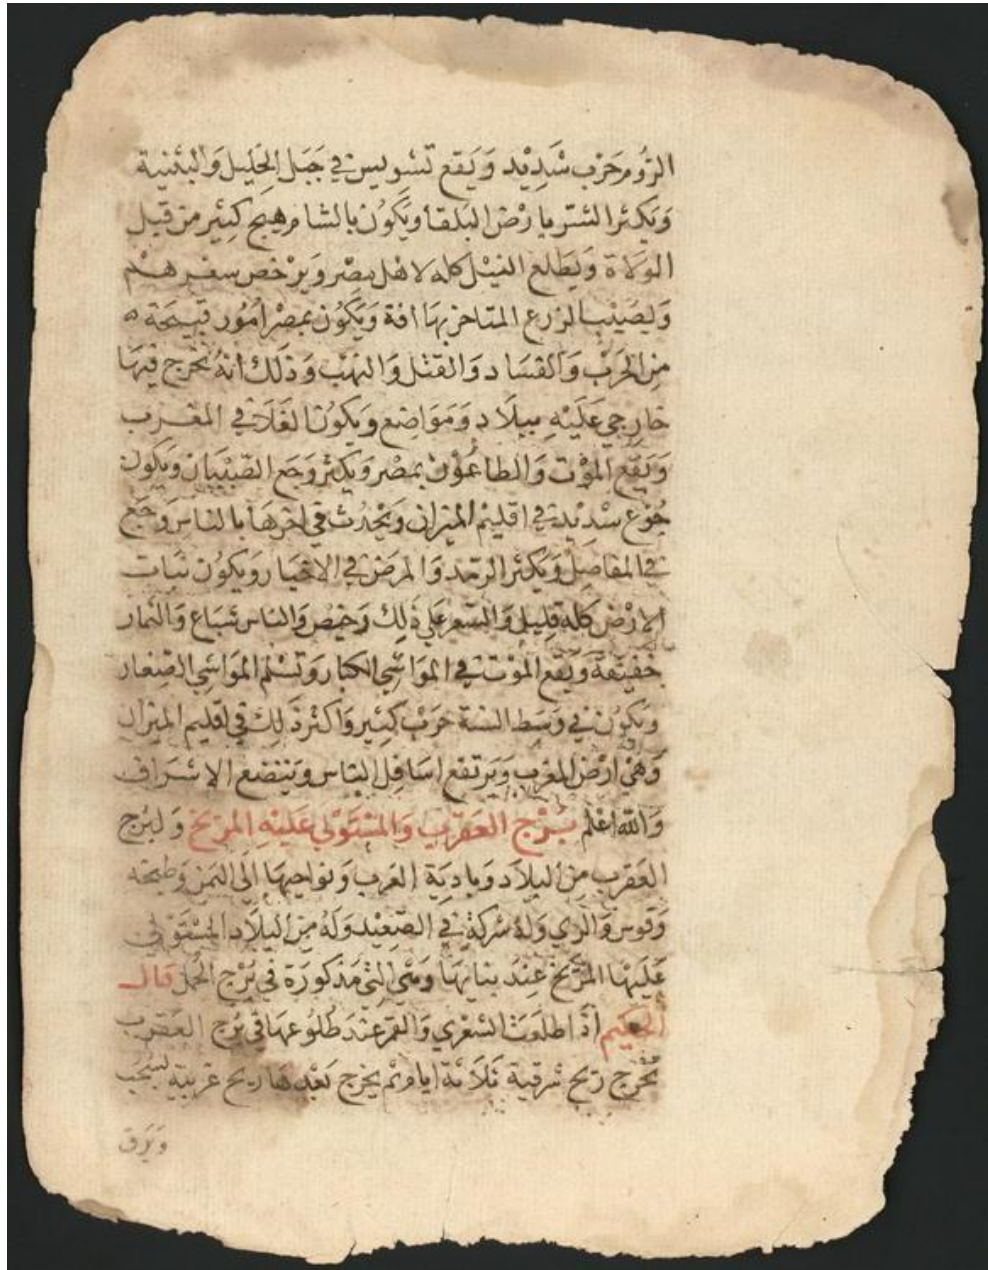 الروم حرب شديد ويقع تشويس في جبل الخليل والبثنية
ويكثر الشر بارض البلقا ويكون بالشام هيج كثير من قبل
الولاة ويطلع النيل كله لاهل مصر ويرخص سعرهم
ويصيب الزرع المتاخر بها افة ويكون بمصر امور قبيحة
من الحرب والفساد والقتل والنهب وذلك انه يخرج فيها
خارجي عليه ببلاد ومواضع ويكون الغلا في المغرب
ويقع الموت والطاعون بمصر ويكثر وجع الصبيان ويكون
جوع شديد في اقليم الميزان ويحدث في اخرها بالناس وجع
في المفاصل ويكثر الرمد والمرض في الاخيار ويكون نبات
الارض كله قليل والسعر على ذلك رخيص والناس شباع والثمار
خفيفة ويقع الموت في المواشي الكبار وتسلم المواشي الصغار
ويكون في وسط السنة حرب كثير واكثر ذلك في اقليم الميزان
وهي ارض المغرب ويرتفع اسافل الناس ويتضع الاشراف
والله اعلم برج العقرب والمستولى عليه المريخ ولبرج
العقرب من البلاد وبادية العرب ونواحيها الى اليمن وطنجه
وقوس والري وله شركة في الصعيد وله من البلاد المستولي
عليها المريخ عند بنايها ومتى التي مذكورة في برج الحمل قال
الحكيم اذا طلعت الشعري والقمر عند طلوعها في برج العقرب
تخرج ريح شرقية ثلاثة ايام ثم يخرج بعدها ريح غربية بسحب
وبرق